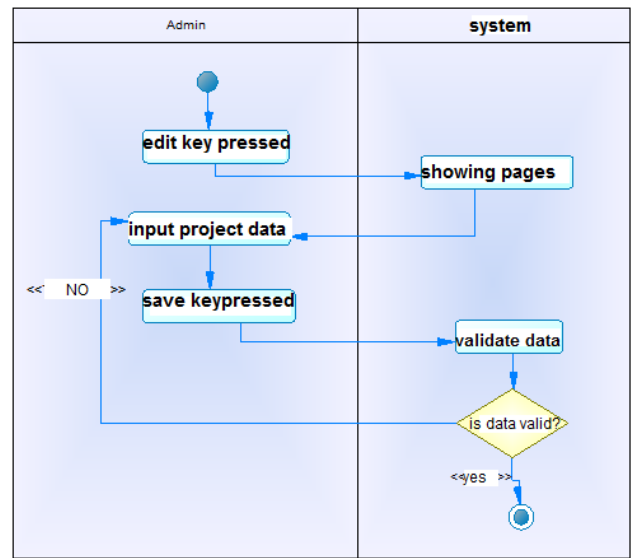 Admin
system
edit key pressed
showing pages
input project data
<< NO >>
save keypressed
validate data
is data valid?
<<yes >>